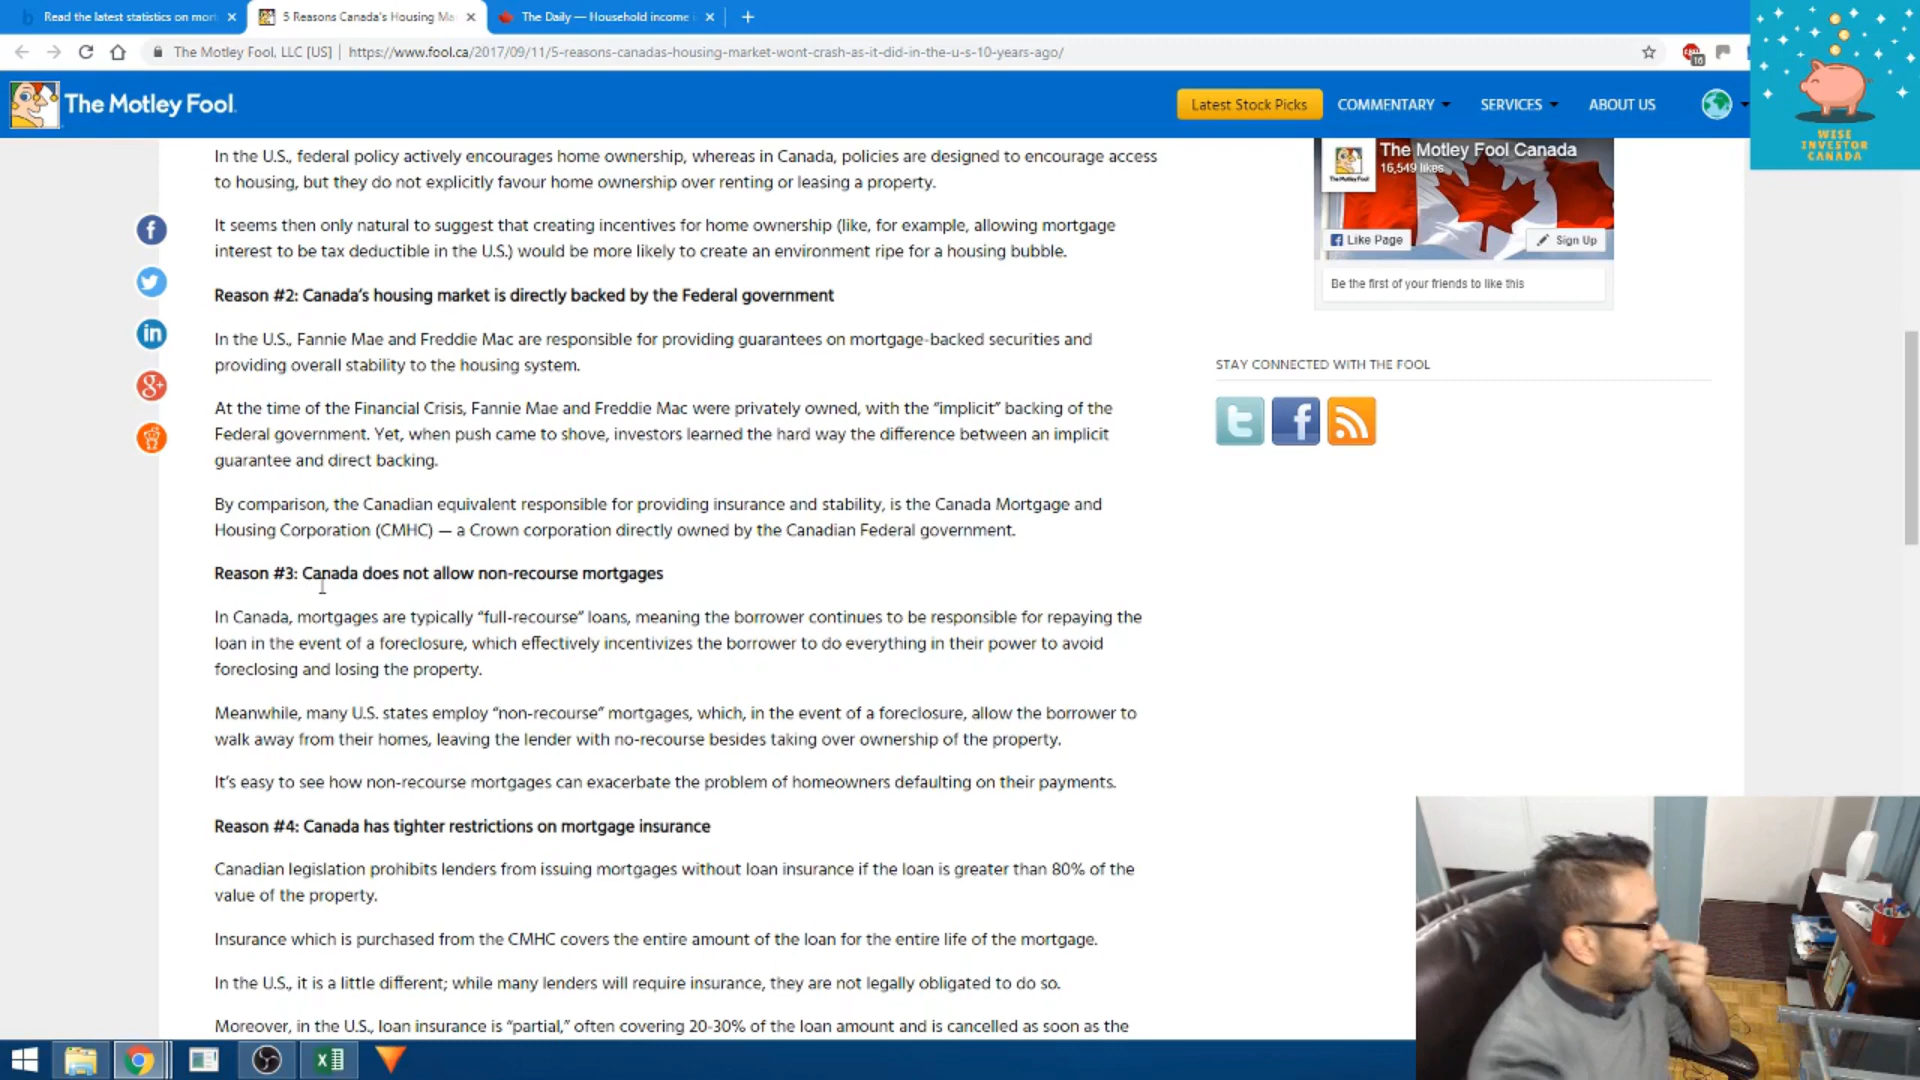 Read the latest statistics on mor
5 Reasons Canada's Housing Ma
The Daily — Household income
The Motley Fool, LLC [US] | https://www.fool.ca/2017/09/11/5-reasons-canadas-housing-market-wont-crash-as-it-did-in-the-u-s-10-years-ago/
16
The Motley Fool.
Latest Stock Picks
COMMENTARY
SERVICES
ABOUT US
WISE
INVESTOR
CANADA
In the U.S., federal policy actively encourages home ownership, whereas in Canada, policies are designed to encourage access
to housing, but they do not explicitly favour home ownership over renting or leasing a property.
It seems then only natural to suggest that creating incentives for home ownership (like, for example, allowing mortgage
interest to be tax deductible in the U.S.) would be more likely to create an environment ripe for a housing bubble.
Reason #2: Canada's housing market is directly backed by the Federal government
In the U.S., Fannie Mae and Freddie Mac are responsible for providing guarantees on mortgage-backed securities and
providing overall stability to the housing system.
At the time of the Financial Crisis, Fannie Mae and Freddie Mac were privately owned, with the “implicit” backing of the
Federal government. Yet, when push came to shove, investors learned the hard way the difference between an implicit
guarantee and direct backing.
By comparison, the Canadian equivalent responsible for providing insurance and stability, is the Canada Mortgage and
Housing Corporation (CMHC) — a Crown corporation directly owned by the Canadian Federal government.
Reason #3: Canada does not allow non-recourse mortgages
In Canada, mortgages are typically “full-recourse” loans, meaning the borrower continues to be responsible for repaying the
loan in the event of a foreclosure, which effectively incentivizes the borrower to do everything in their power to avoid
foreclosing and losing the property.
Meanwhile, many U.S. states employ “non-recourse” mortgages, which, in the event of a foreclosure, allow the borrower to
walk away from their homes, leaving the lender with no-recourse besides taking over ownership of the property.
It's easy to see how non-recourse mortgages can exacerbate the problem of homeowners defaulting on their payments.
Reason #4: Canada has tighter restrictions on mortgage insurance
Canadian legislation prohibits lenders from issuing mortgages without loan insurance if the loan is greater than 80% of the
value of the property.
Insurance which is purchased from the CMHC covers the entire amount of the loan for the entire life of the mortgage.
In the U.S., it is a little different; while many lenders will require insurance, they are not legally obligated to do so.
Moreover, in the U.S., loan insurance is “partial,” often covering 20-30% of the loan amount and is cancelled as soon as the
The Motley Fool Canada
16,549 likes
The Motley Fool
Like Page
Sign Up
Be the first of your friends to like this
STAY CONNECTED WITH THE FOOL